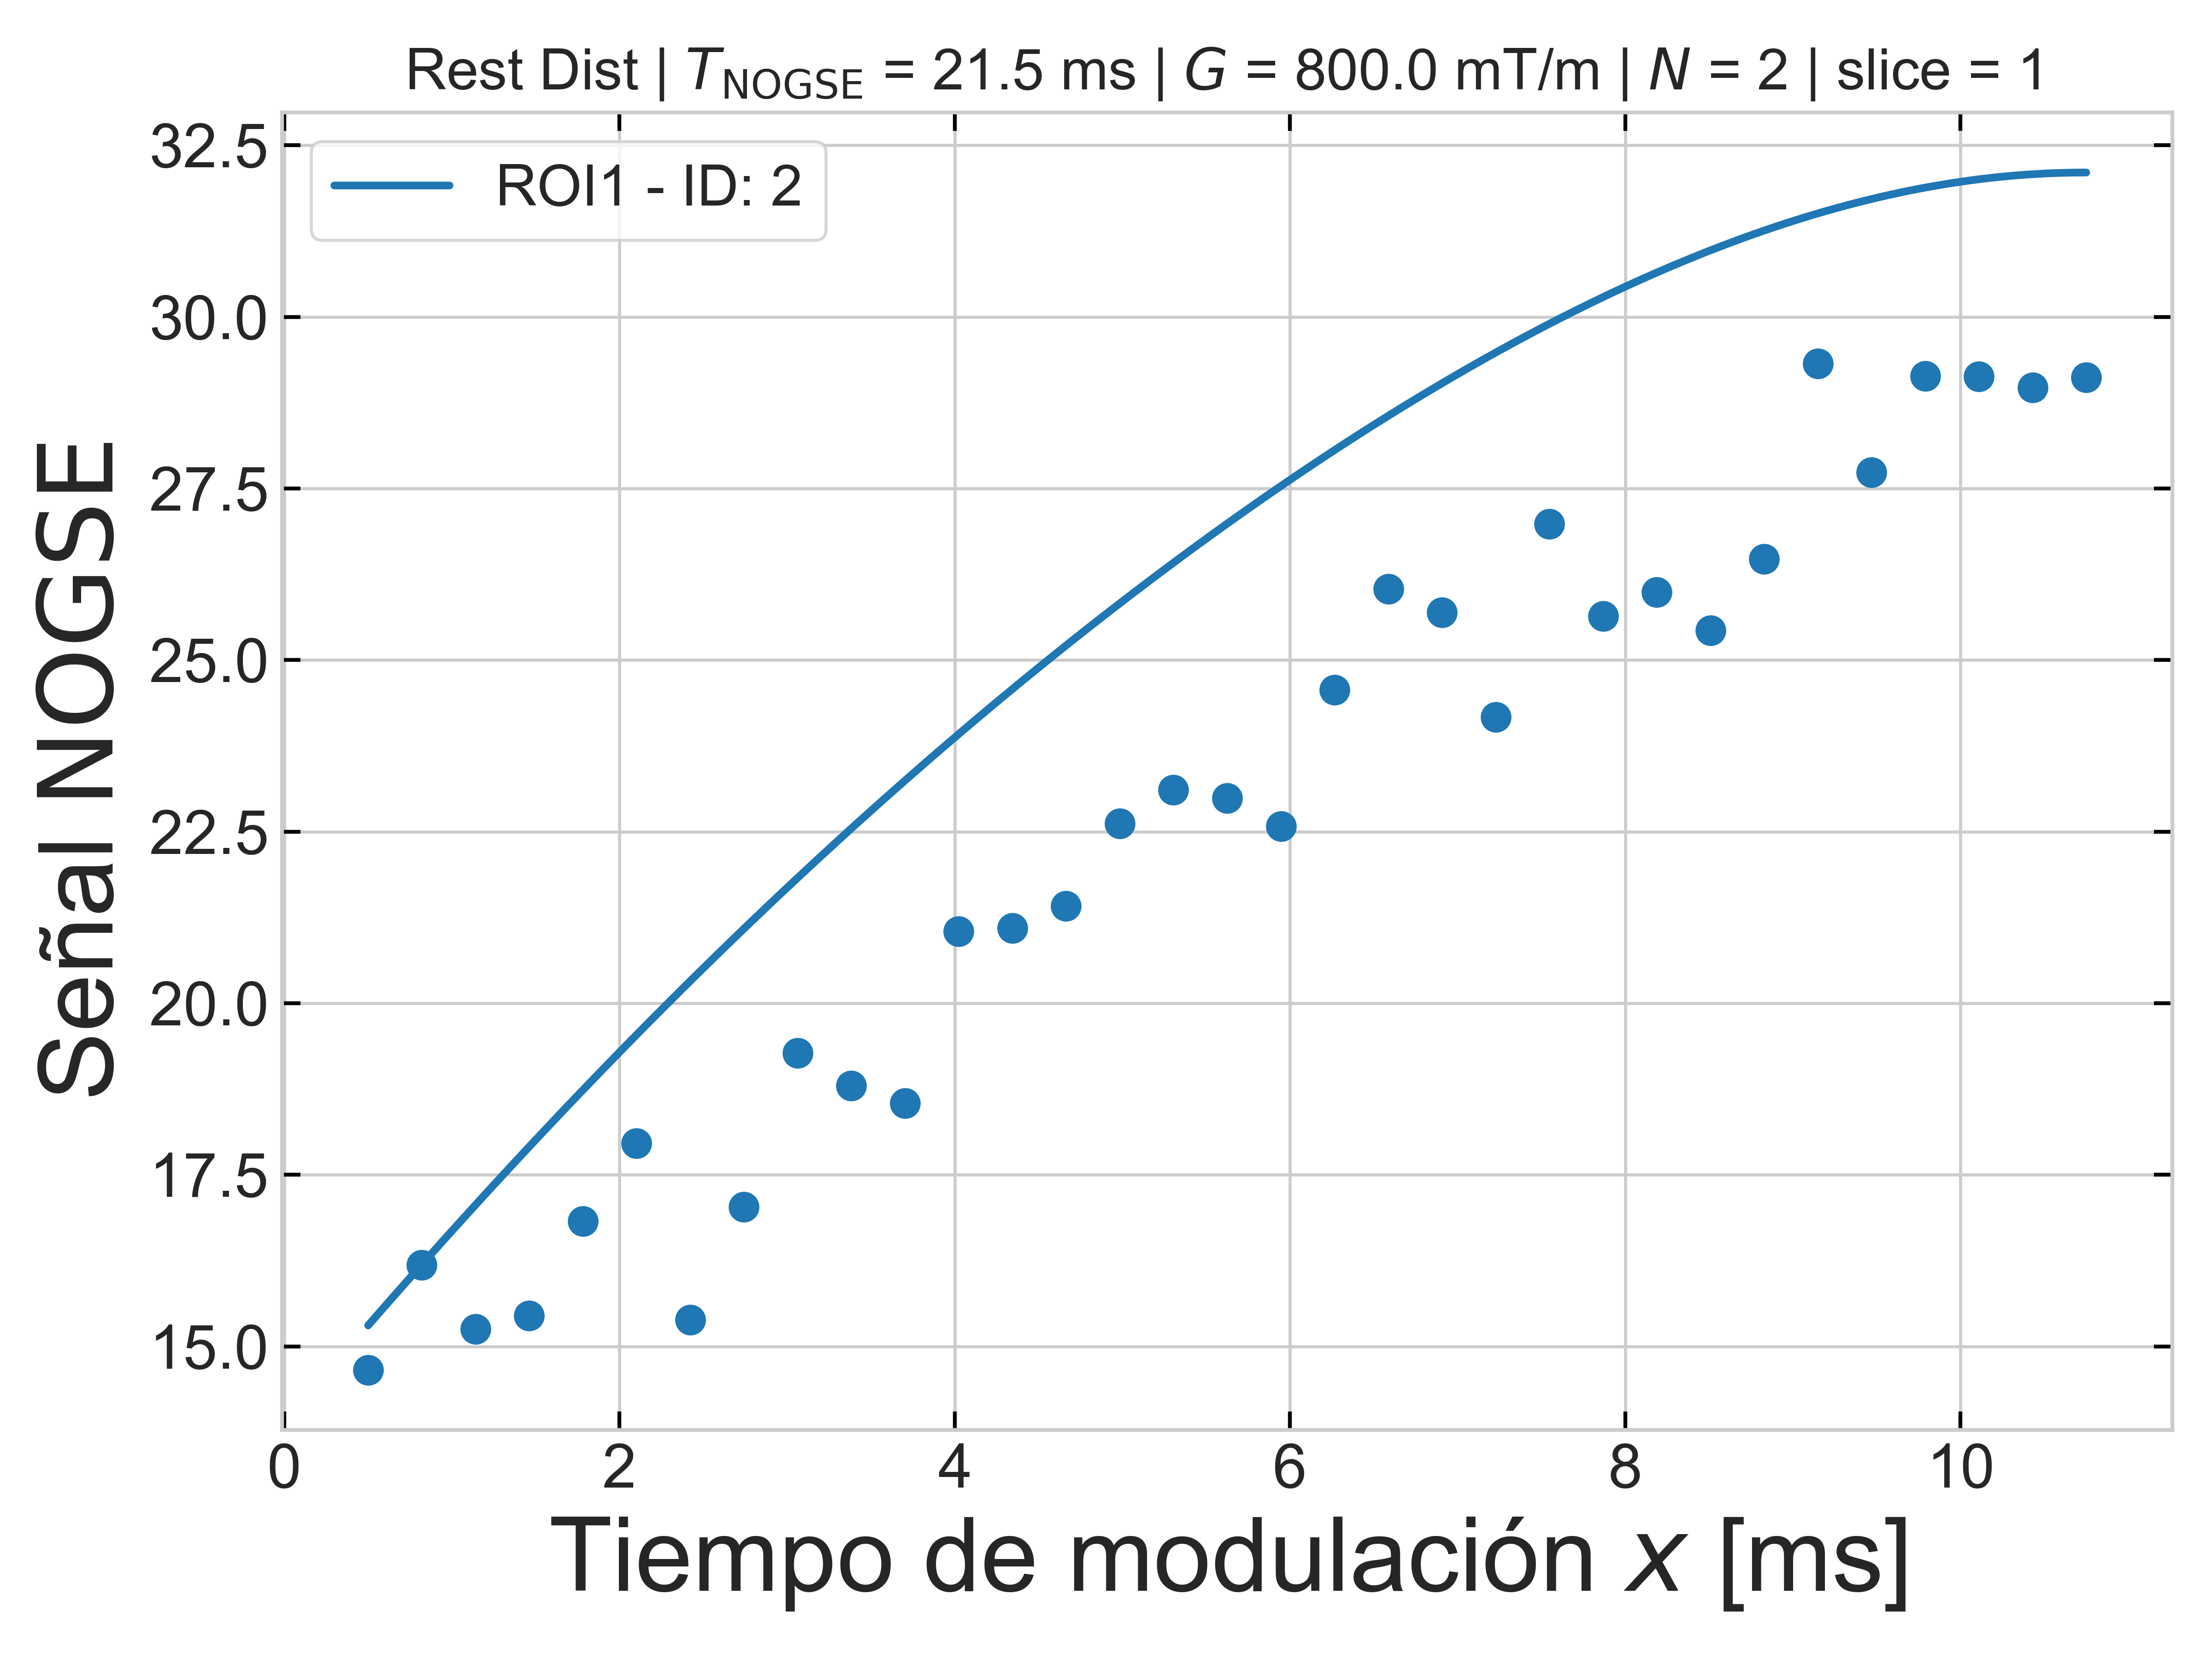 Rest Dist | T_NOGSE = 21.5 ms | G = 800.0 mT/m | N = 2 | slice = 1
ROI1 - ID: 2
Señal NOGSE
32.5
30.0
27.5
25.0
22.5
20.0
17.5
15.0
0 2 4 6 8 10
Tiempo de modulación x [ms]